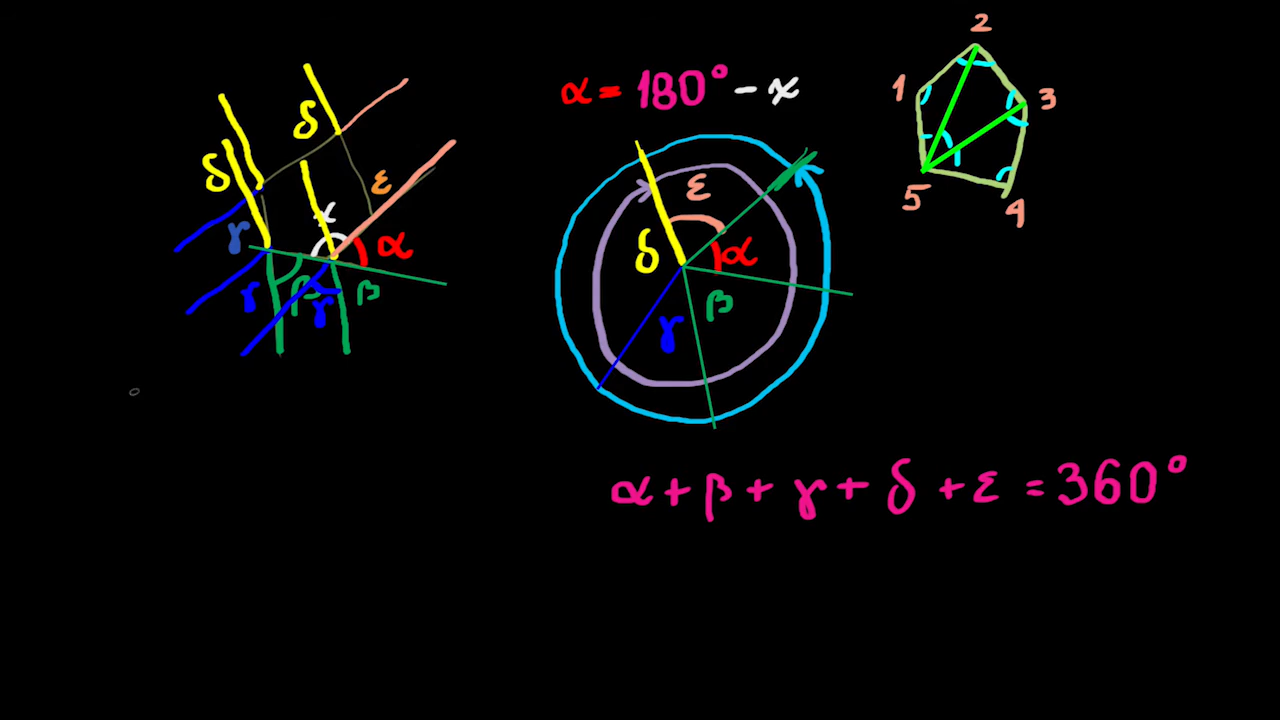 α = 180° - x
δ
δ
ε
x
α
γ
γ
β
γ
β
ε
δ
α
β
γ
2
1
3
5
4
α + β + γ + δ + ε = 360°